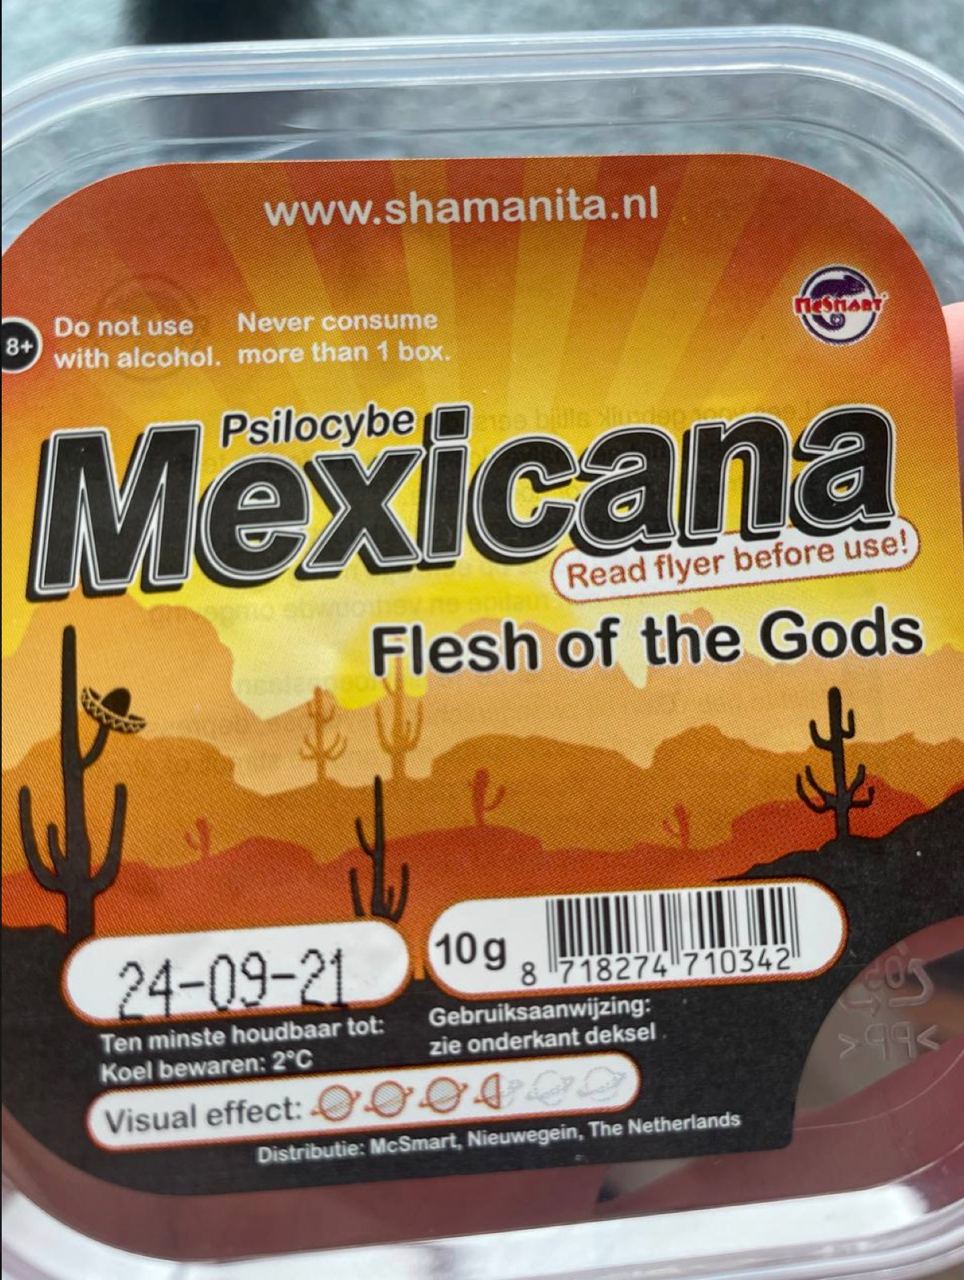 www.shamanita.nl
McSmart
8+
Do not use Never consume
with alcohol. more than 1 box.
Psilocybe
Mexicana
Read flyer before use!
Flesh of the Gods
24-09-21
10g
8 718274 710342
Ten minste houdbaar tot:
Koel bewaren: 2°C
Gebruiksaanwijzing:
zie onderkant deksel
Visual effect:
Distributie: McSmart, Nieuwegein, The Netherlands
>PP<